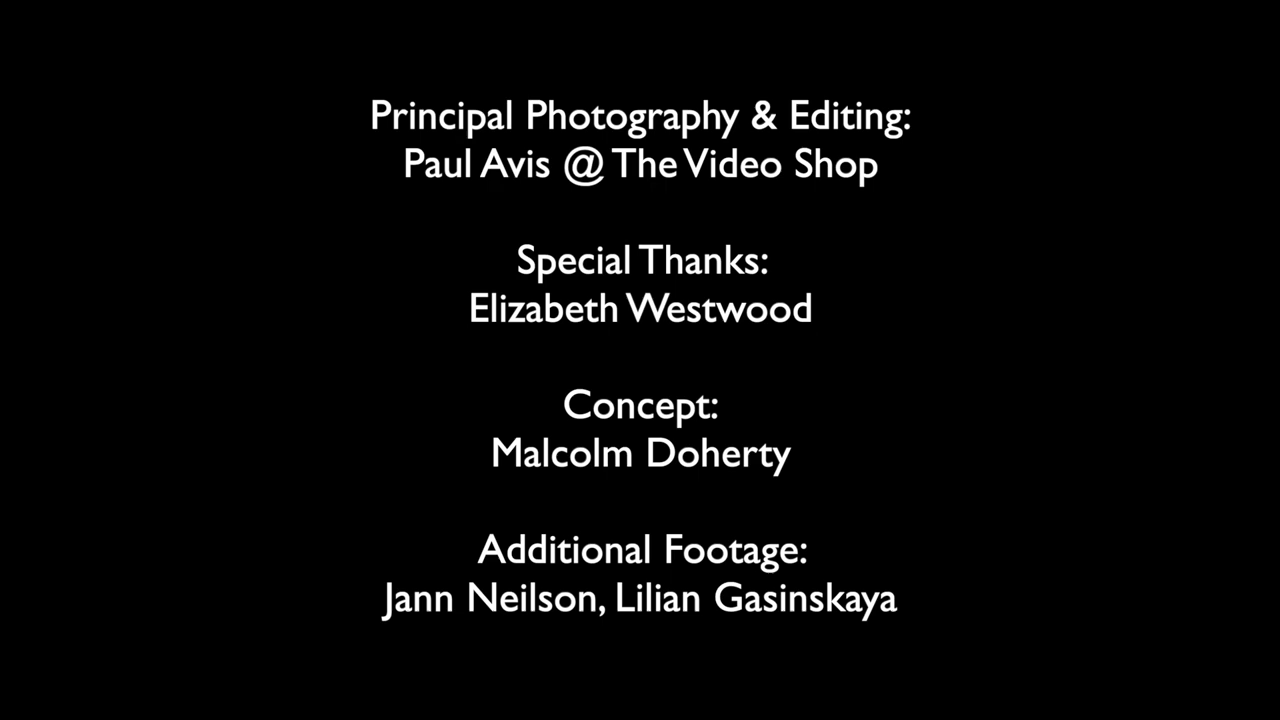 Principal Photography & Editing:
Paul Avis @ The Video Shop
Special Thanks:
Elizabeth Westwood
Concept:
Malcolm Doherty
Additional Footage:
Jann Neilson, Lilian Gasinskaya